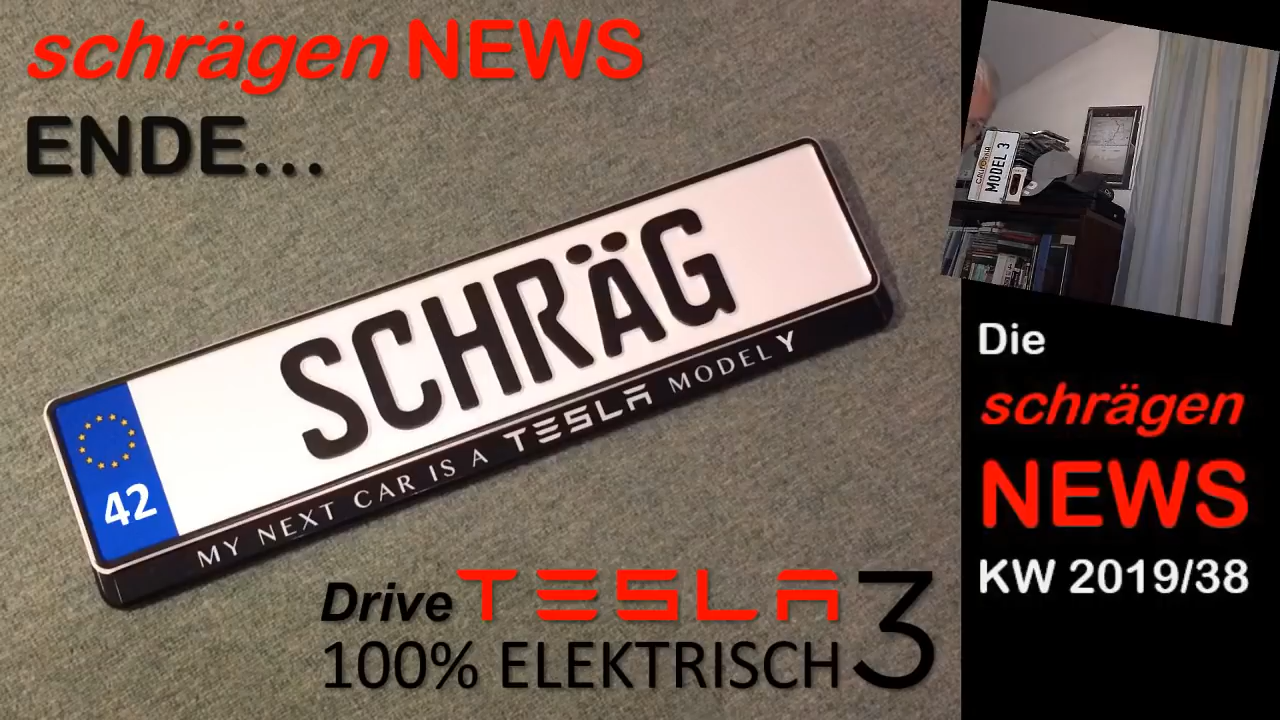 schrägen NEWS
ENDE...
SCHRÄG
42
MY NEXT CAR IS A TESLA MODEL Y
Drive TESLA 3
100% ELEKTRISCH
CALIFORNIA
MODEL 3
Die
schrägen
NEWS
KW 2019/38